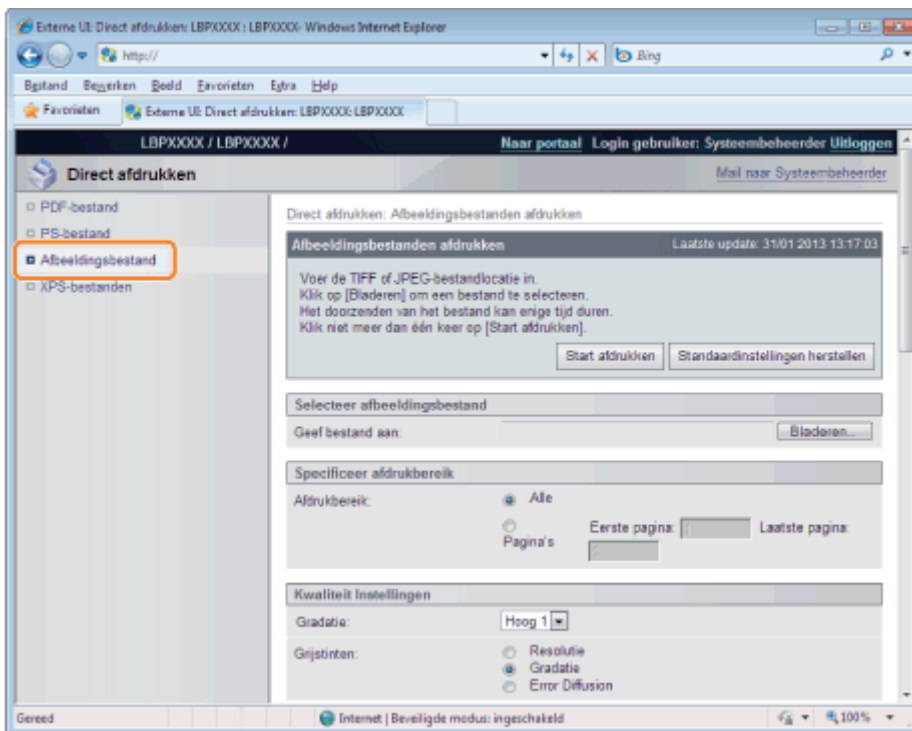 Externe UI: Direct afdrukken: LBPXXXX : LBPXXXX- Windows Internet Explorer
http:// Bing
Bestand Bewerken Beeld Favorieten Extra Help
Favorieten Externe UI: Direct afdrukken: LBPXXXX: LBPXXXX
LBPXXXX / LBPXXXX / Naar portaal Login gebruiker: Systeembeheerder Uitloggen
Direct afdrukken Mail naar Systeembeheerder
PDF-bestand
PS-bestand
Afbeeldingsbestand
XPS-bestanden
Direct afdrukken: Afbeeldingsbestanden afdrukken
Afbeeldingsbestanden afdrukken Laatste update: 31/01 2013 13:17:03
Voer de TIFF of JPEG-bestandlocatie in.
Klik op [Bladeren] om een bestand te selecteren.
Het doorzenden van het bestand kan enige tijd duren.
Klik niet meer dan één keer op [Start afdrukken].
Start afdrukken Standaardinstellingen herstellen
Selecteer afbeeldingsbestand
Geef bestand aan: Bladeren...
Specificeer afdrukbereik
Afdrukbereik: Alle
Pagina's Eerste pagina: 1 Laatste pagina:
Kwaliteit Instellingen
Gradatie: Hoog 1
Grijstinten: Resolutie
Gradatie
Error Diffusion
Gereed Internet | Beveiligde modus: ingeschakeld 100%